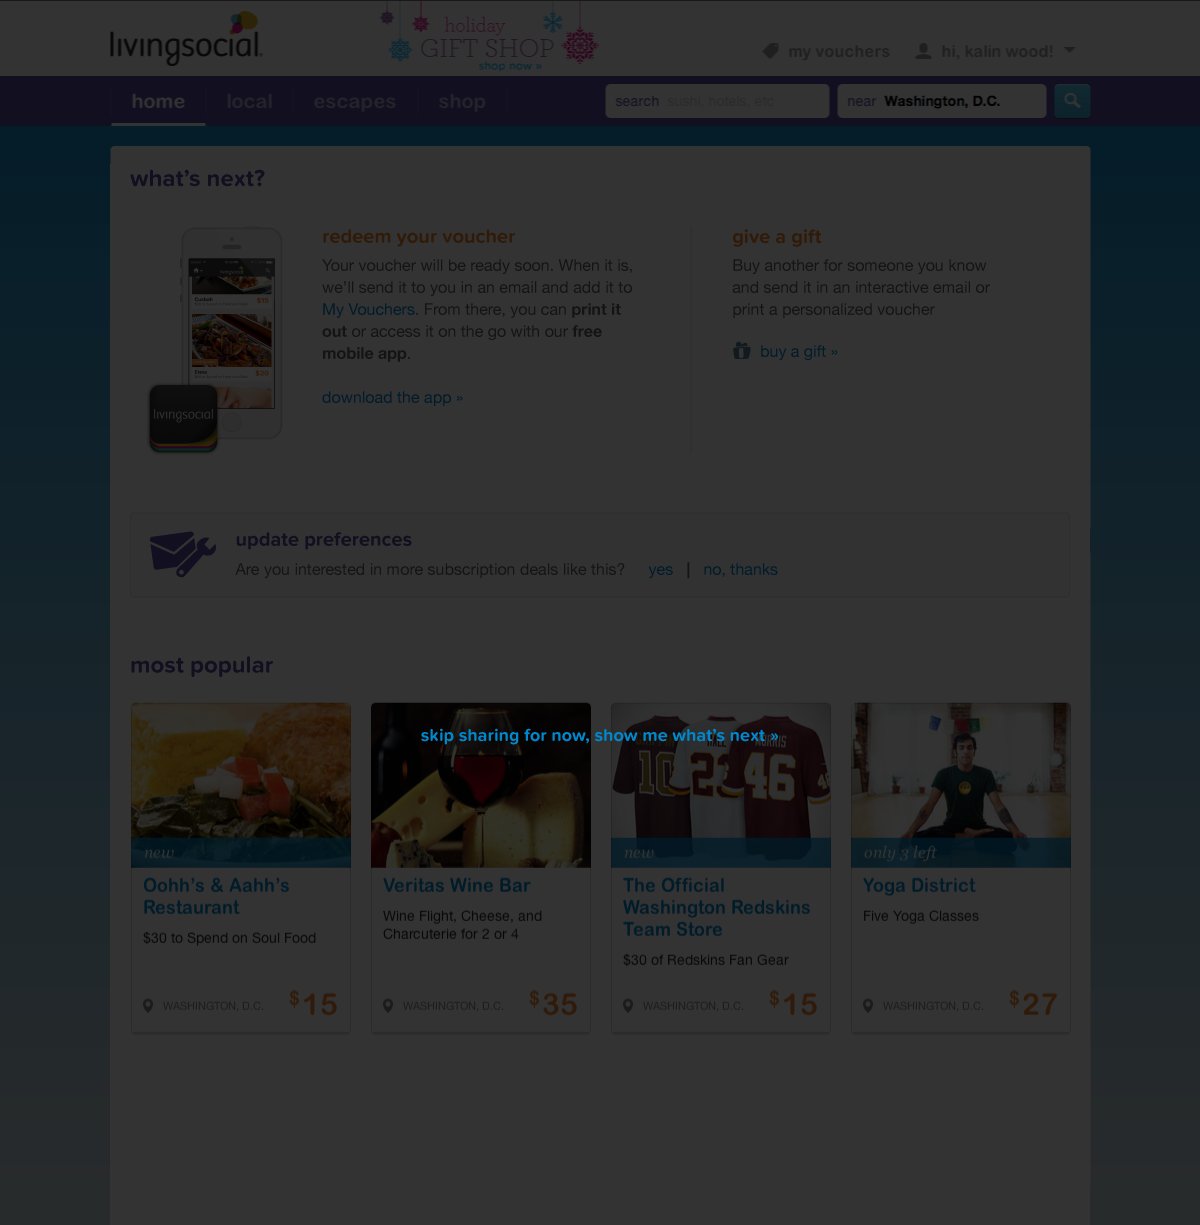 livingsocial
holiday
GIFT SHOP
shop now »
my vouchers
hi, kalin wood!
home
local
escapes
shop
search sushi, hotels, etc
near Washington, D.C.
what's next?
redeem your voucher
Your voucher will be ready soon. When it is,
we'll send it to you in an email and add it to
My Vouchers. From there, you can print it
out or access it on the go with our free
mobile app.
download the app »
livingsocial
$15
$20
give a gift
Buy another for someone you know
and send it in an interactive email or
print a personalized voucher
buy a gift »
update preferences
Are you interested in more subscription deals like this? yes | no, thanks
most popular
skip sharing for now, show me what's next »
new
Oohh's & Aahh's
Restaurant
$30 to Spend on Soul Food
WASHINGTON, D.C.
$15
Veritas Wine Bar
Wine Flight, Cheese, and
Charcuterie for 2 or 4
WASHINGTON, D.C.
$35
HALL
MORRIS
10
23
46
new
The Official
Washington Redskins
Team Store
$30 of Redskins Fan Gear
WASHINGTON, D.C.
$15
only 3 left
Yoga District
Five Yoga Classes
WASHINGTON, D.C.
$27